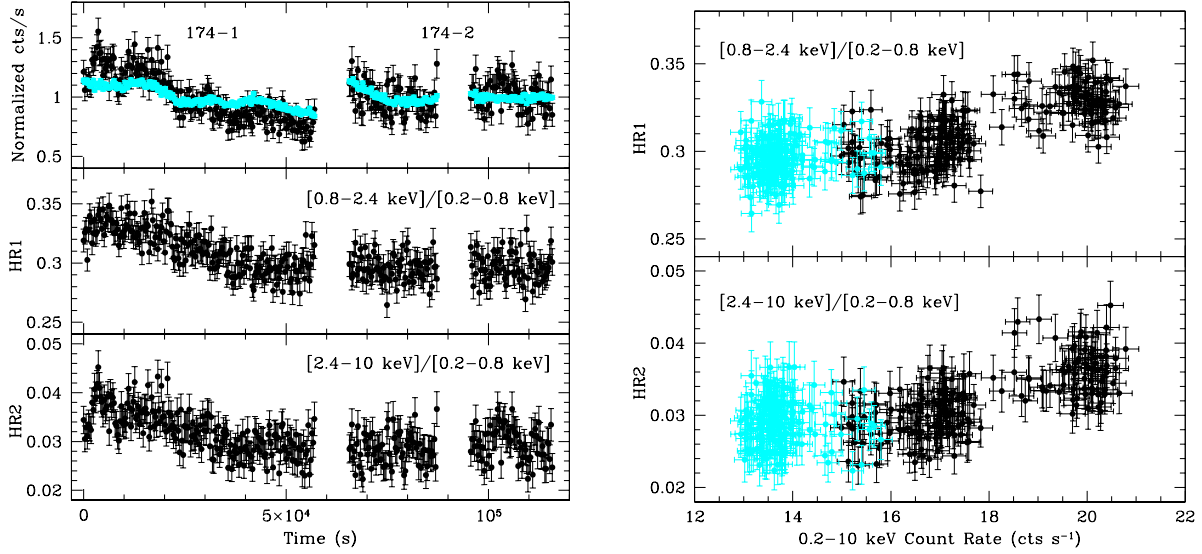 174−1
174−2
1.5
1
0.5
Normalized cts/s
[0.8−2.4 keV]/[0.2−0.8 keV]
0.35
0.3
0.25
HR1
[2.4−10 keV]/[0.2−0.8 keV]
0.05
0.04
0.03
0.02
HR2
0
5×10⁴
10⁵
Time (s)
[0.8−2.4 keV]/[0.2−0.8 keV]
0.35
0.3
0.25
HR1
[2.4−10 keV]/[0.2−0.8 keV]
0.05
0.04
0.03
0.02
HR2
12
14
16
18
20
22
0.2−10 keV Count Rate (cts s⁻¹)